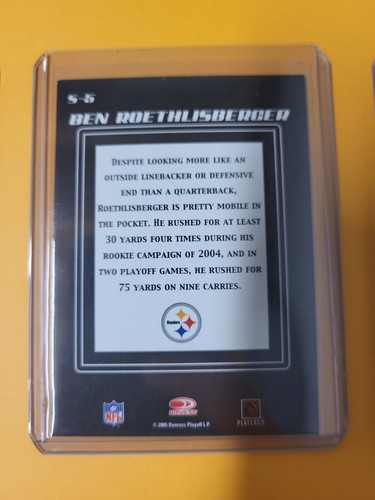 S-5
BEN ROETHLISBERGER
DESPITE LOOKING MORE LIKE AN
OUTSIDE LINEBACKER OR DEFENSIVE
END THAN A QUARTERBACK,
ROETHLISBERGER IS PRETTY MOBILE IN
THE POCKET. HE RUSHED FOR AT LEAST
30 YARDS FOUR TIMES DURING HIS
ROOKIE CAMPAIGN OF 2004, AND IN
TWO PLAYOFF GAMES, HE RUSHED FOR
75 YARDS ON NINE CARRIES.
Steelers
NFL
DONRUSS
PLAYERS
© 2005 Donruss Playoff L.P.